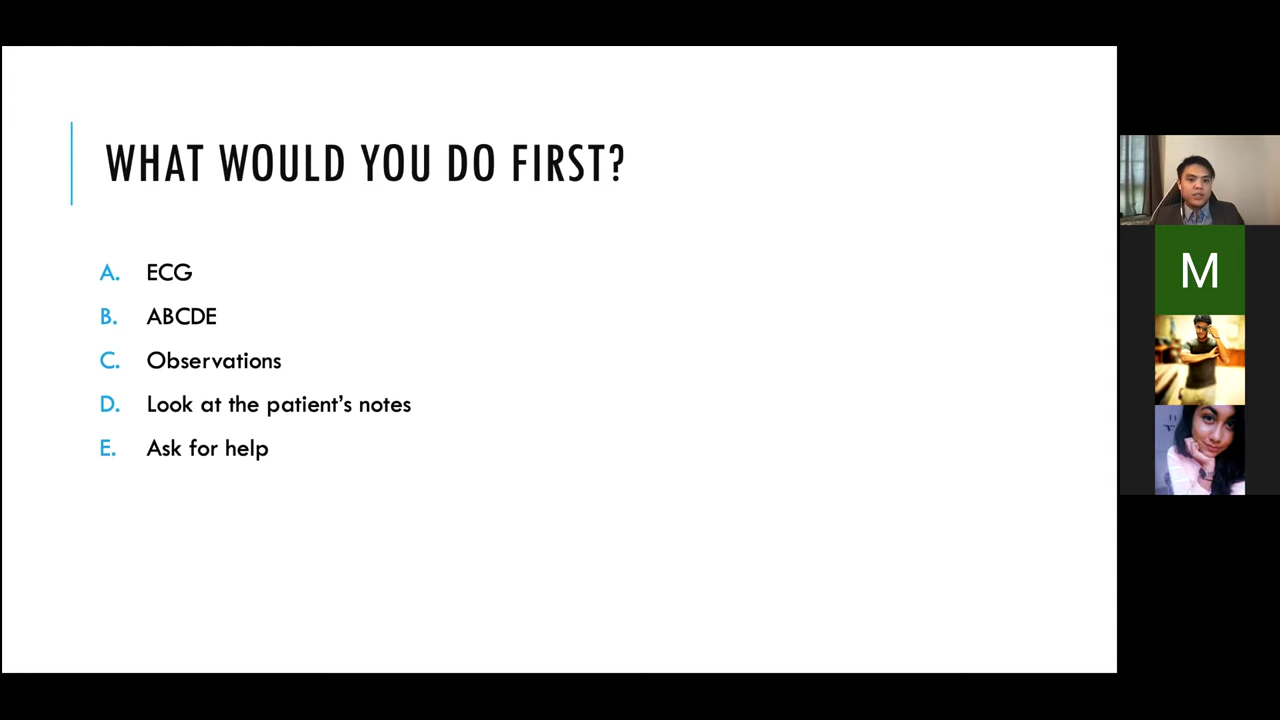 WHAT WOULD YOU DO FIRST?
A. ECG
B. ABCDE
C. Observations
D. Look at the patient's notes
E. Ask for help
M